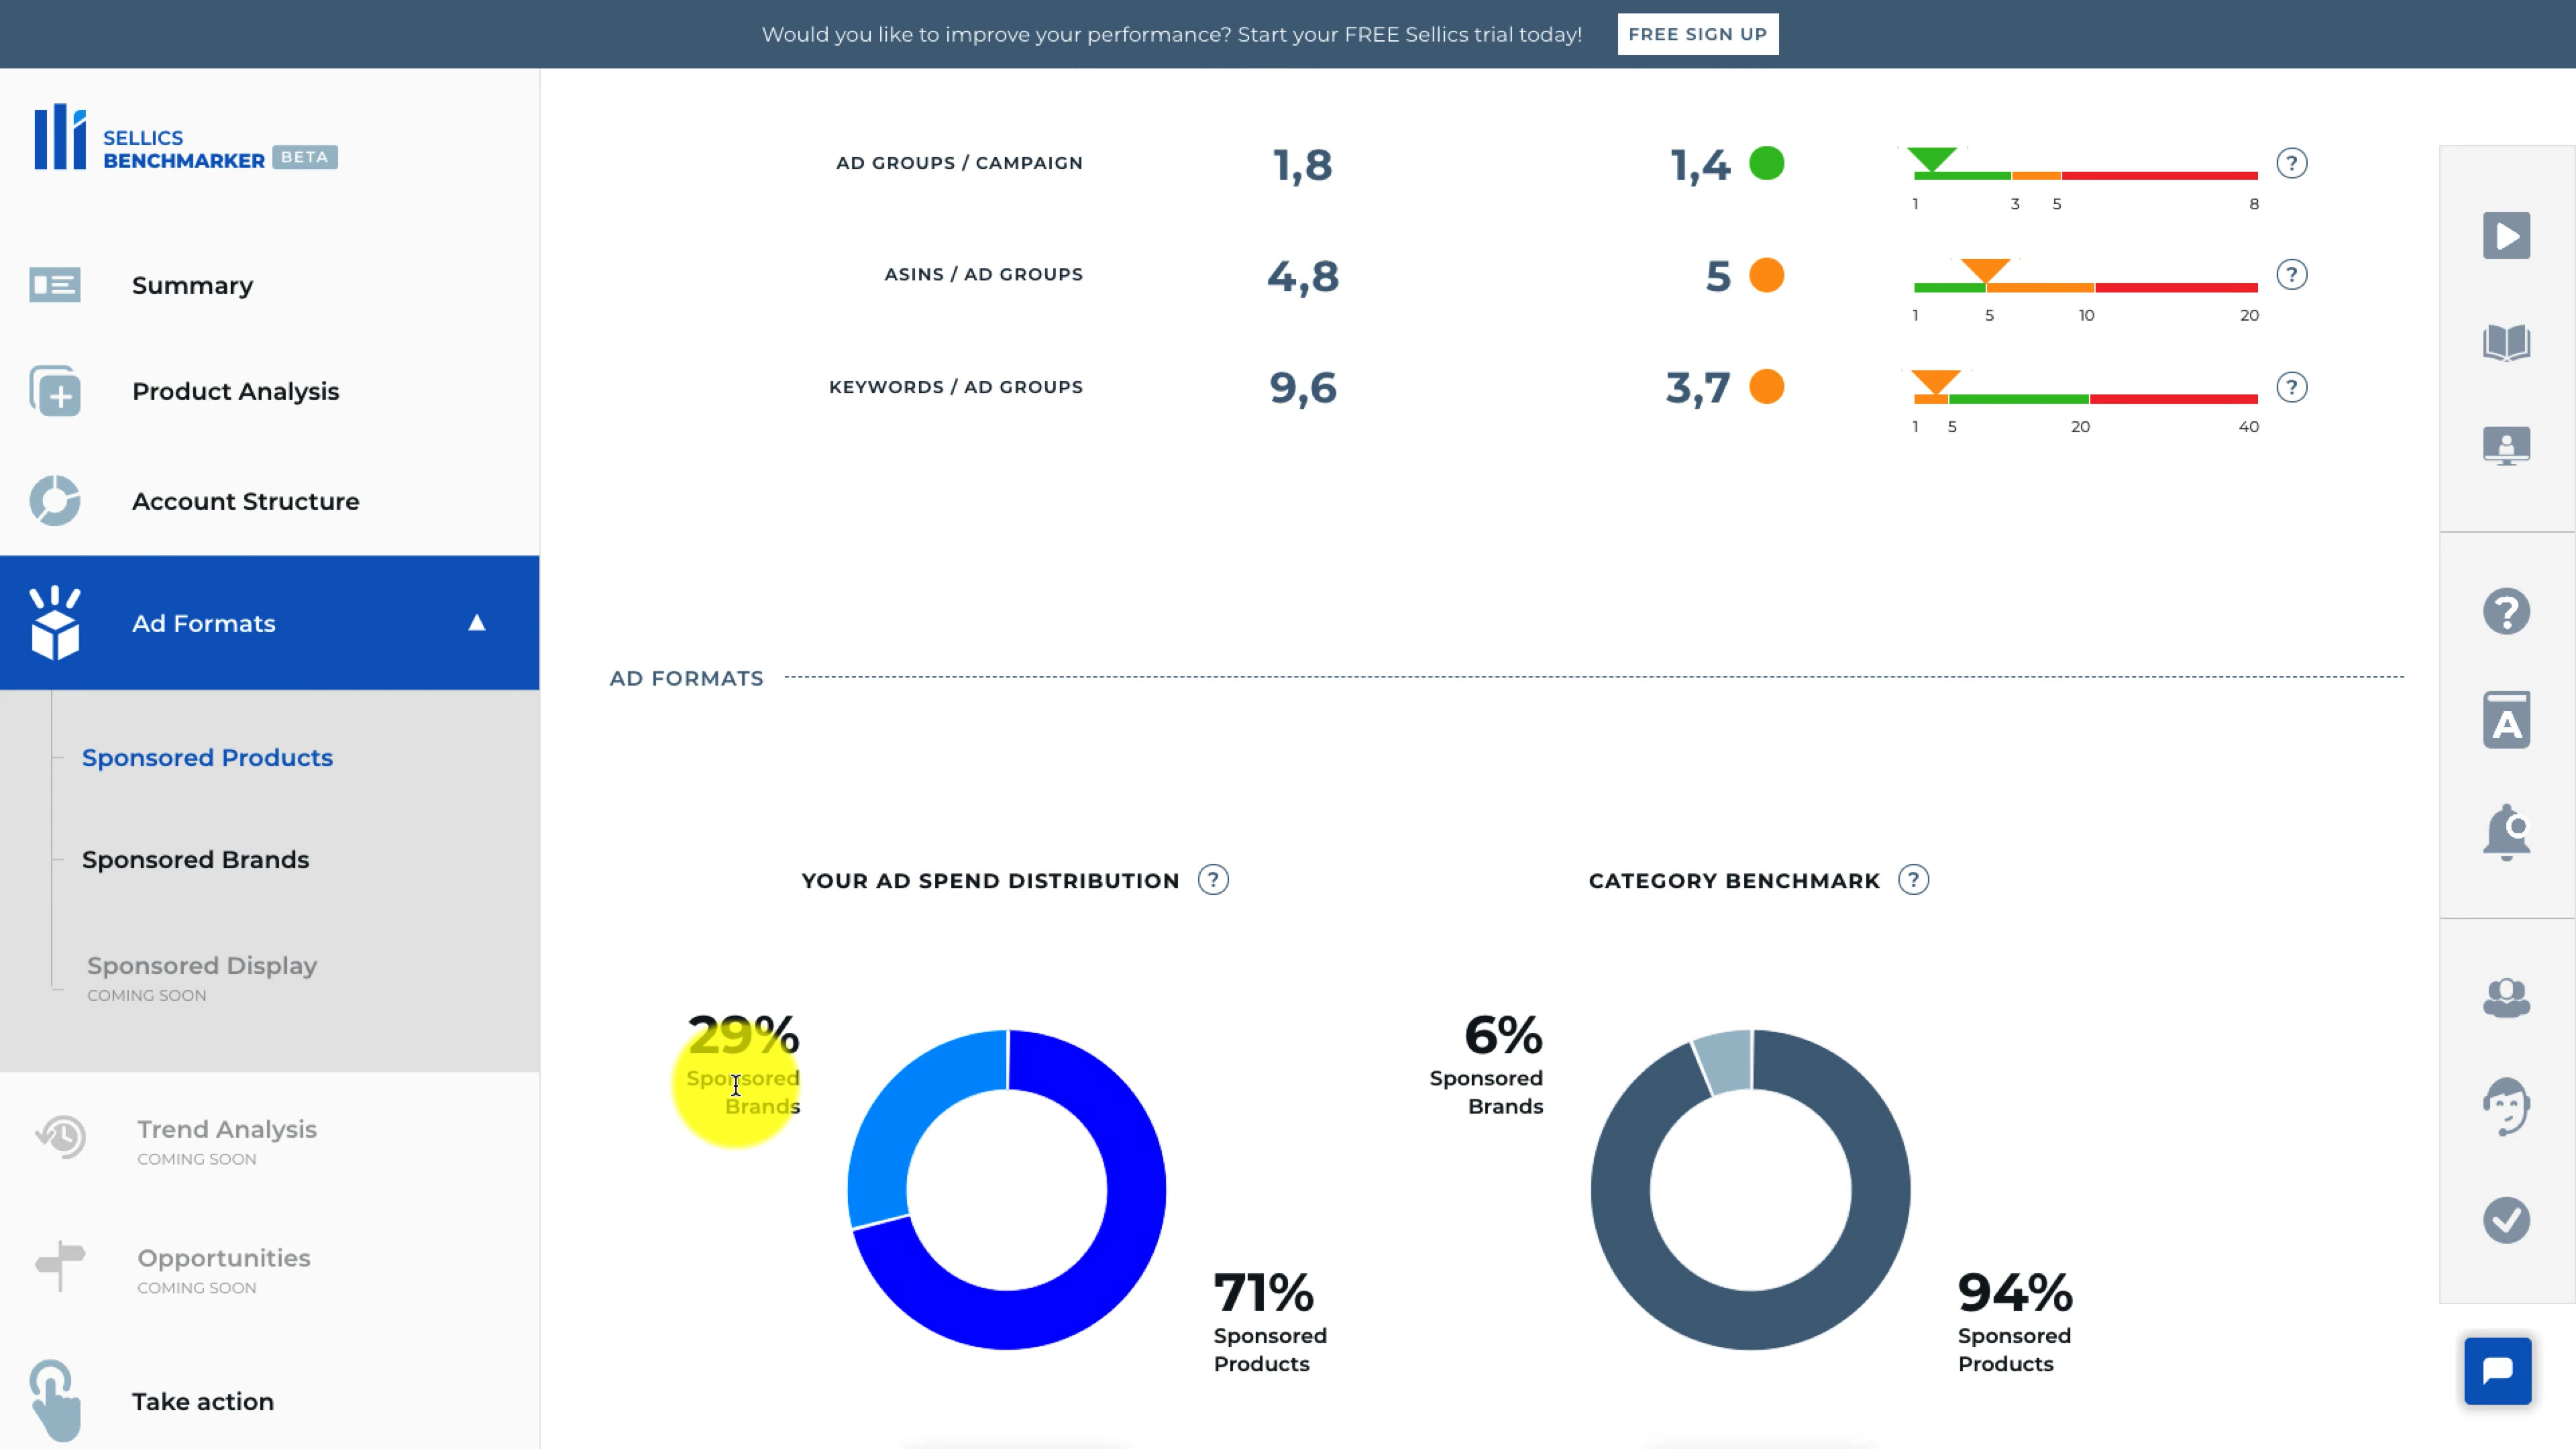 Would you like to improve your performance? Start your FREE Sellics trial today!
FREE SIGN UP
SELLICS
BENCHMARKER BETA
Summary
Product Analysis
Account Structure
Ad Formats
Sponsored Products
Sponsored Brands
Sponsored Display
COMING SOON
Trend Analysis
COMING SOON
Opportunities
COMING SOON
Take action
AD GROUPS / CAMPAIGN 1,8 1,4 ?
1 3 5 8
ASINS / AD GROUPS 4,8 5 ?
1 5 10 20
KEYWORDS / AD GROUPS 9,6 3,7 ?
1 5 20 40
AD FORMATS
YOUR AD SPEND DISTRIBUTION ?
29%
Sponsored
Brands
71%
Sponsored
Products
CATEGORY BENCHMARK ?
6%
Sponsored
Brands
94%
Sponsored
Products
?
A